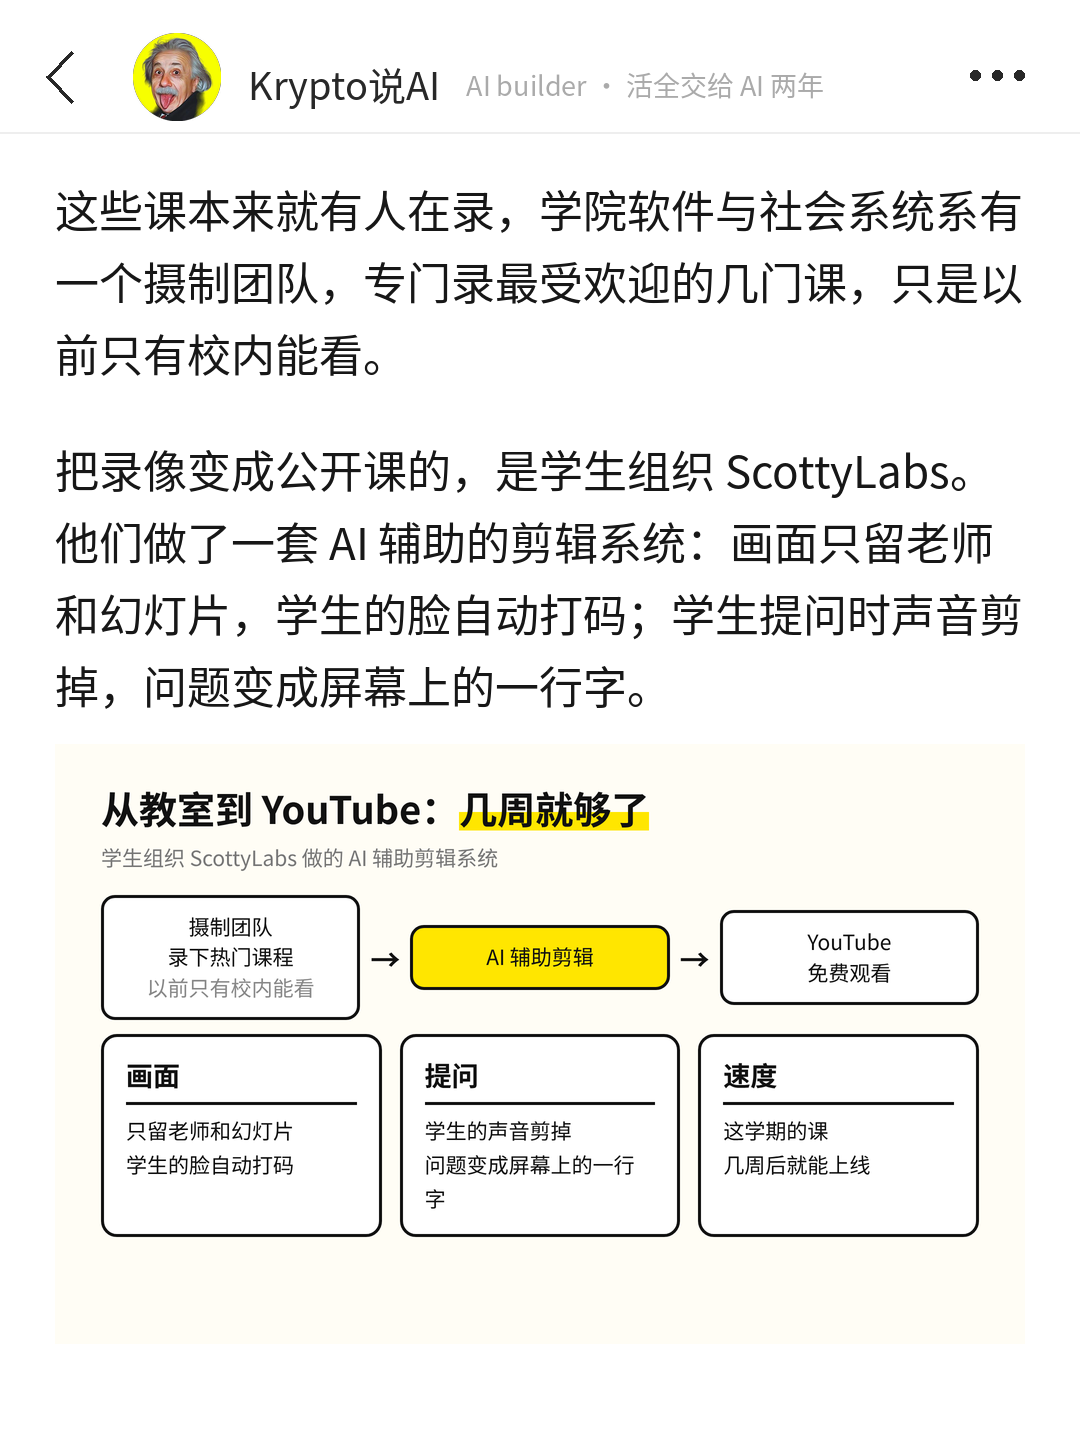 Krypto说AI AI builder · 活全交给 AI 两年
这些课本来就有人在录，学院软件与社会系统系有
一个摄制团队，专门录最受欢迎的几门课，只是以
前只有校内能看。
把录像变成公开课的，是学生组织 ScottyLabs。
他们做了一套 AI 辅助的剪辑系统：画面只留老师
和幻灯片，学生的脸自动打码；学生提问时声音剪
掉，问题变成屏幕上的一行字。
从教室到 YouTube：几周就够了
学生组织 ScottyLabs 做的 AI 辅助剪辑系统
摄制团队
录下热门课程
以前只有校内能看
→
AI 辅助剪辑
→
YouTube
免费观看
画面
只留老师和幻灯片
学生的脸自动打码
提问
学生的声音剪掉
问题变成屏幕上的一行
字
速度
这学期的课
几周后就能上线